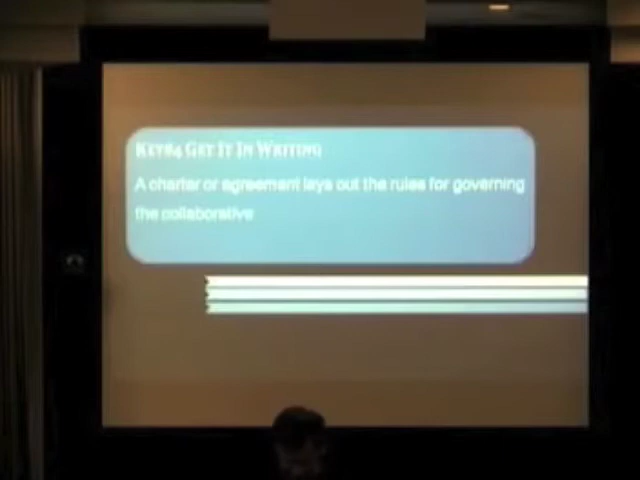 Key#4 Get It In Writing
A charter or agreement lays out the rules for governing
the collaborative